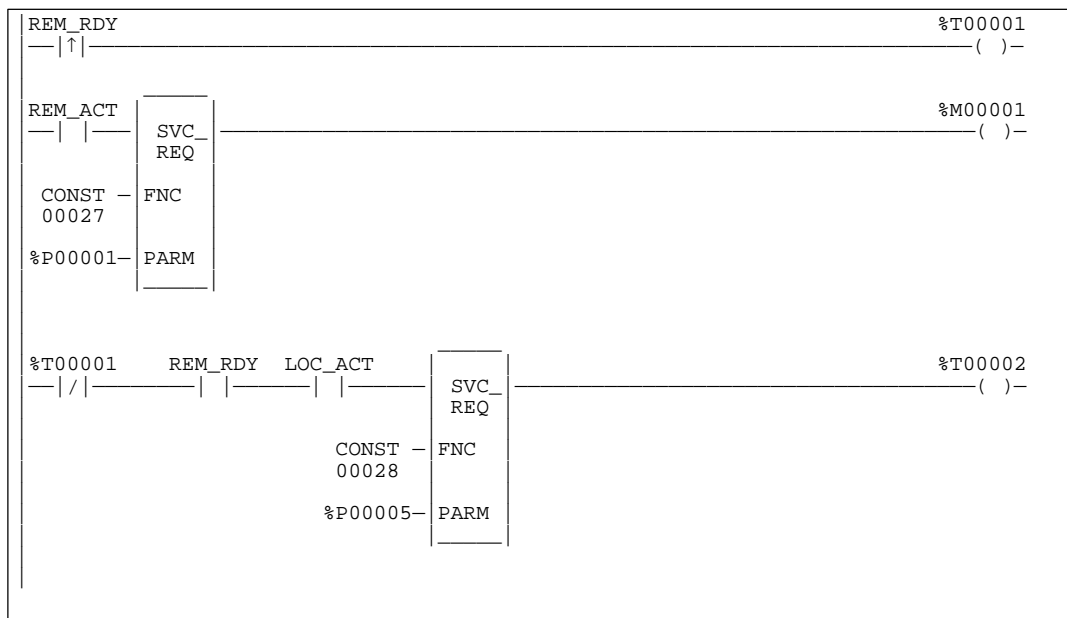 REM_RDY %T00001
↑ ( )
REM_ACT %M00001
SVC_ ( )
REQ
CONST FNC
00027
%P00001 PARM
%T00001 REM_RDY LOC_ACT %T00002
/ SVC_ ( )
REQ
CONST FNC
00028
%P00005 PARM